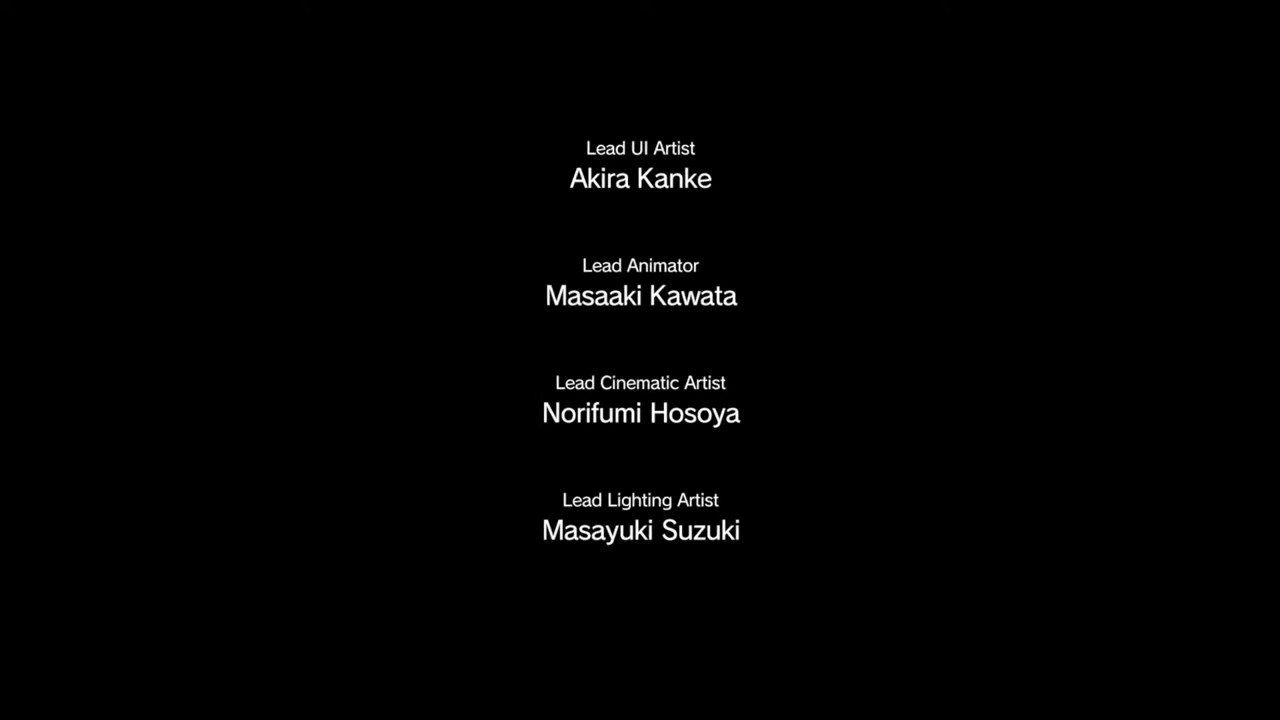 Lead UI Artist
Akira Kanke
Lead Animator
Masaaki Kawata
Lead Cinematic Artist
Norifumi Hosoya
Lead Lighting Artist
Masayuki Suzuki